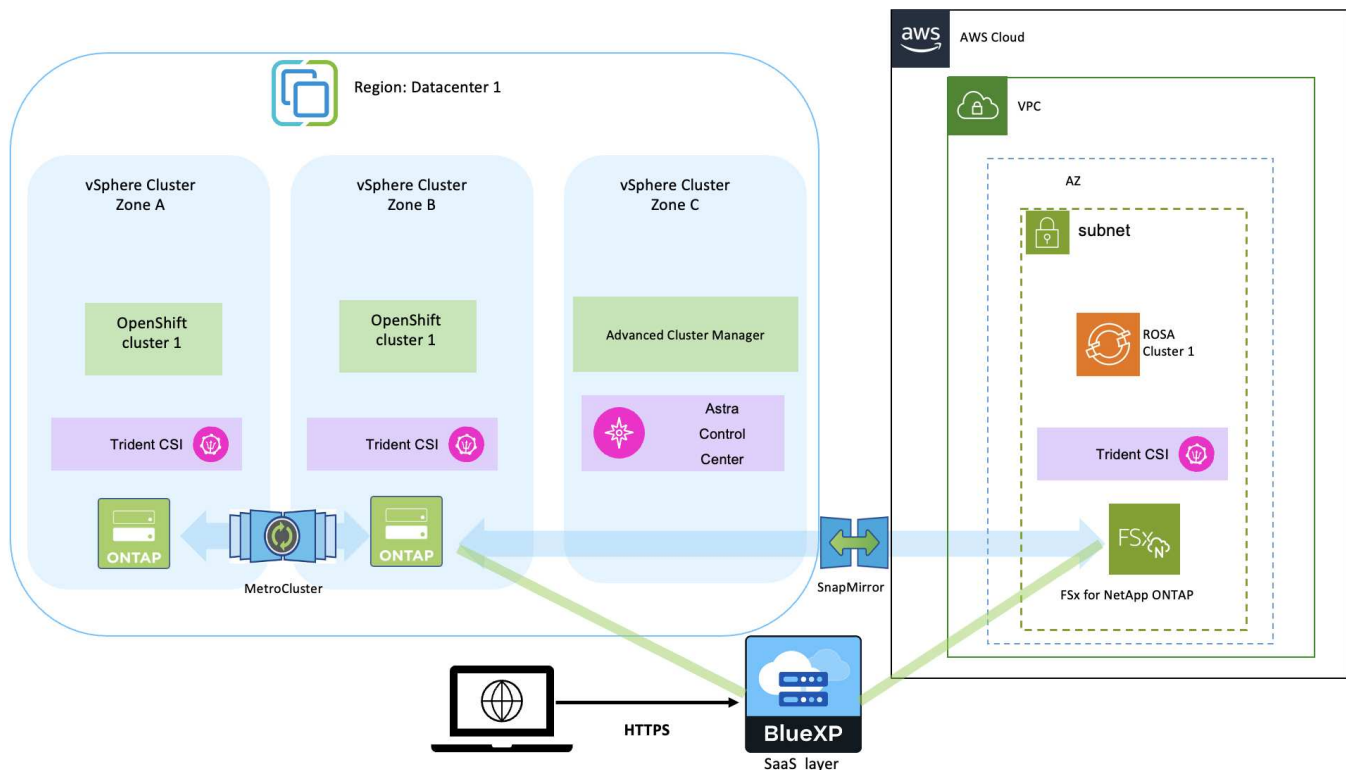 Region: Datacenter 1
vSphere Cluster
Zone A
OpenShift
cluster 1
Trident CSI
ONTAP
vSphere Cluster
Zone B
OpenShift
cluster 1
Trident CSI
ONTAP
MetroCluster
vSphere Cluster
Zone C
Advanced Cluster Manager
Astra
Control
Center
SnapMirror
aws
AWS Cloud
VPC
AZ
subnet
ROSA
Cluster 1
Trident CSI
FSx
N
FSx for NetApp ONTAP
HTTPS
BlueXP
SaaS layer